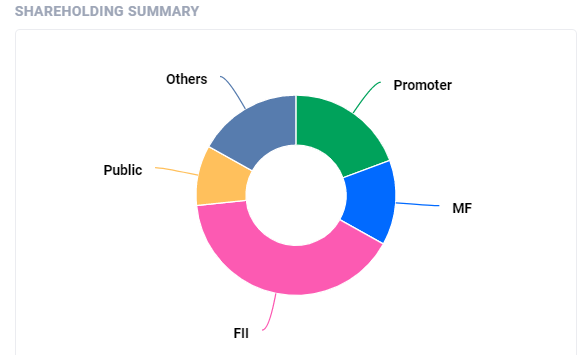 SHAREHOLDING SUMMARY
Others
Promoter
Public
MF
FII